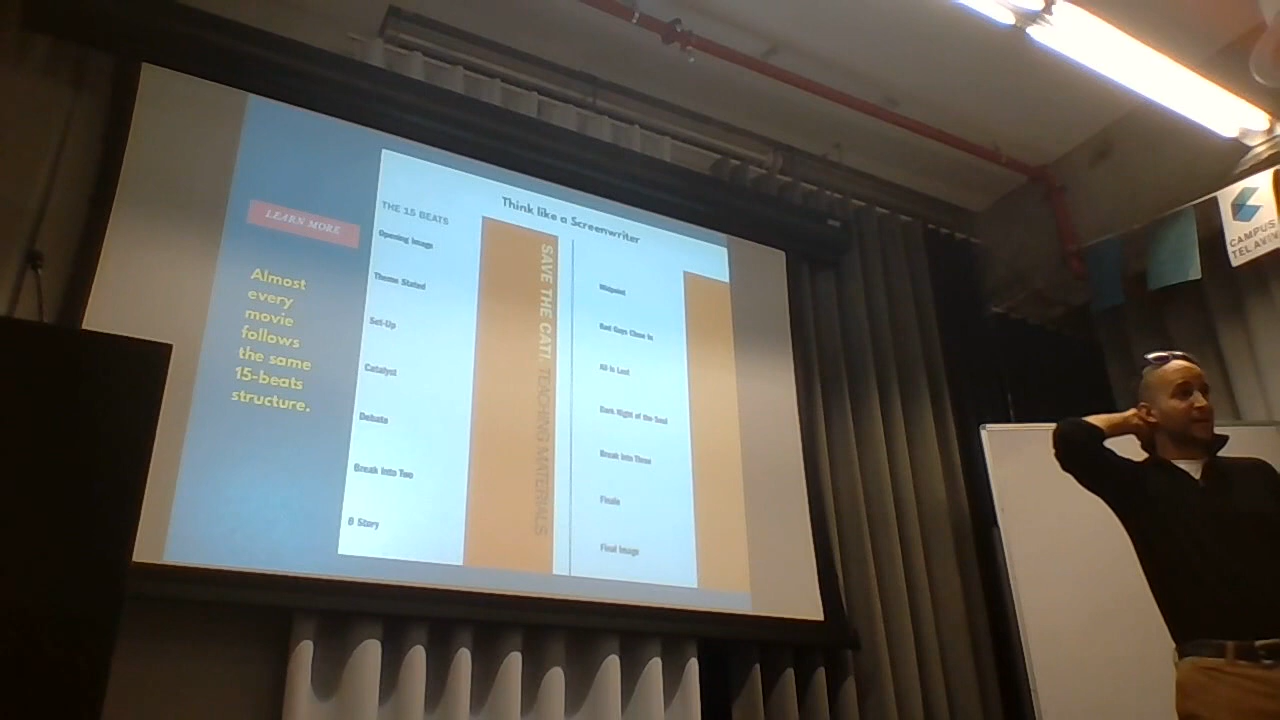 LEARN MORE
Almost
every
movie
follows
the same
15-beats
structure.
Think like a Screenwriter
THE 15 BEATS
Opening Image
Theme Stated
Set-Up
Catalyst
Debate
Break Into Two
B Story
SAVE THE CAT!. TEACHING MATERIALS
Midpoint
Bad Guys Close In
All Is Lost
Dark Night of the Soul
Break Into Three
Finale
Final Image
CAMPUS
TEL AVIV